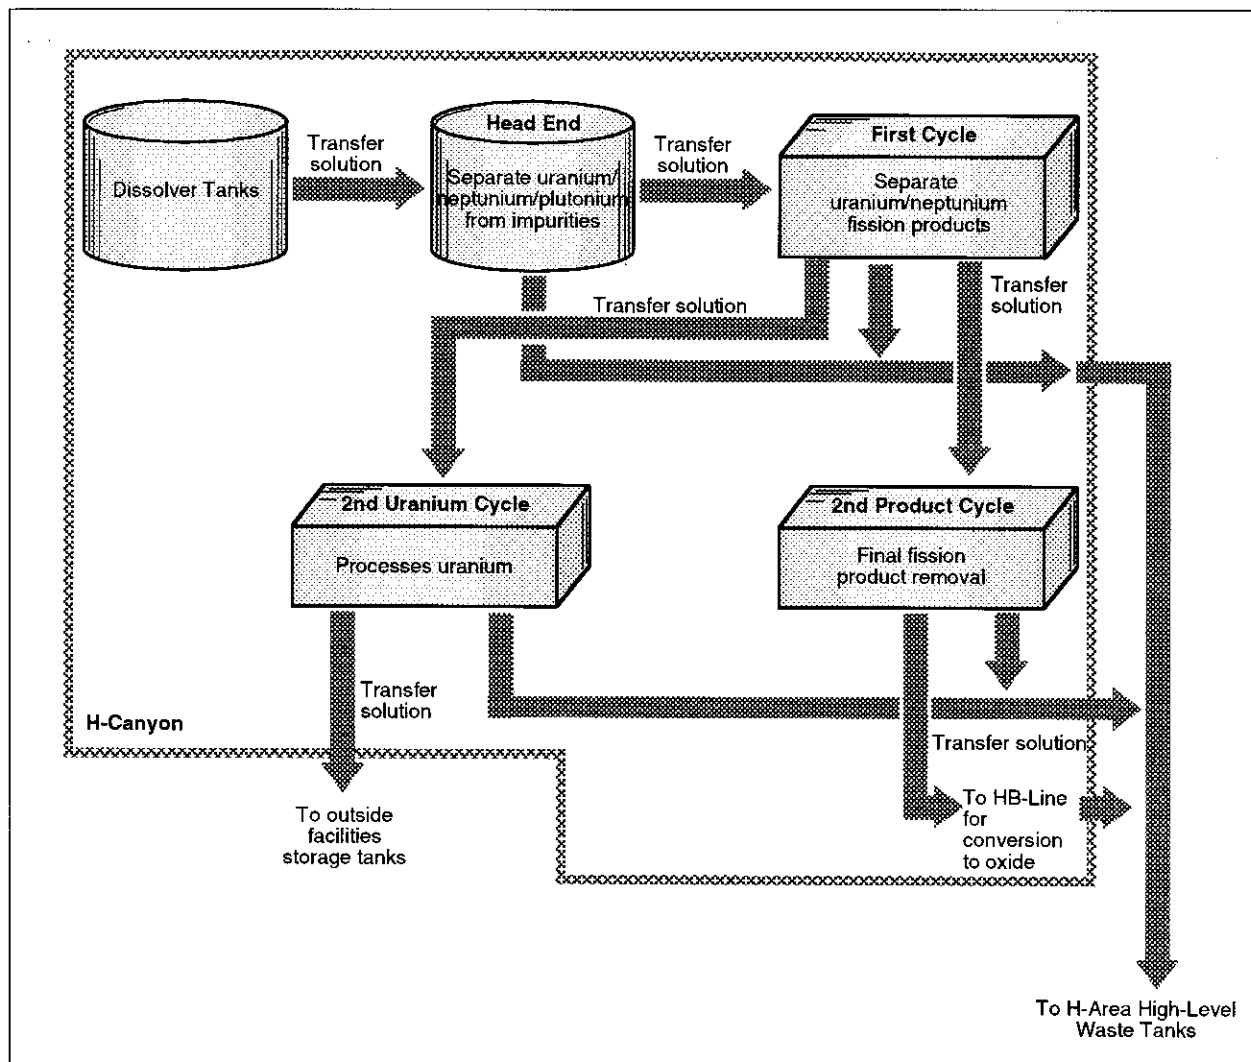 Dissolver Tanks
Transfer
solution
Head End
Separate uranium/
neptunium/plutonium
from impurities
Transfer
solution
First Cycle
Separate
uranium/neptunium
fission products
Transfer solution
Transfer
solution
2nd Uranium Cycle
Processes uranium
2nd Product Cycle
Final fission
product removal
Transfer
solution
H-Canyon
Transfer solution
To outside
facilities
storage tanks
To HB-Line
for
conversion
to oxide
To H-Area High-Level
Waste Tanks